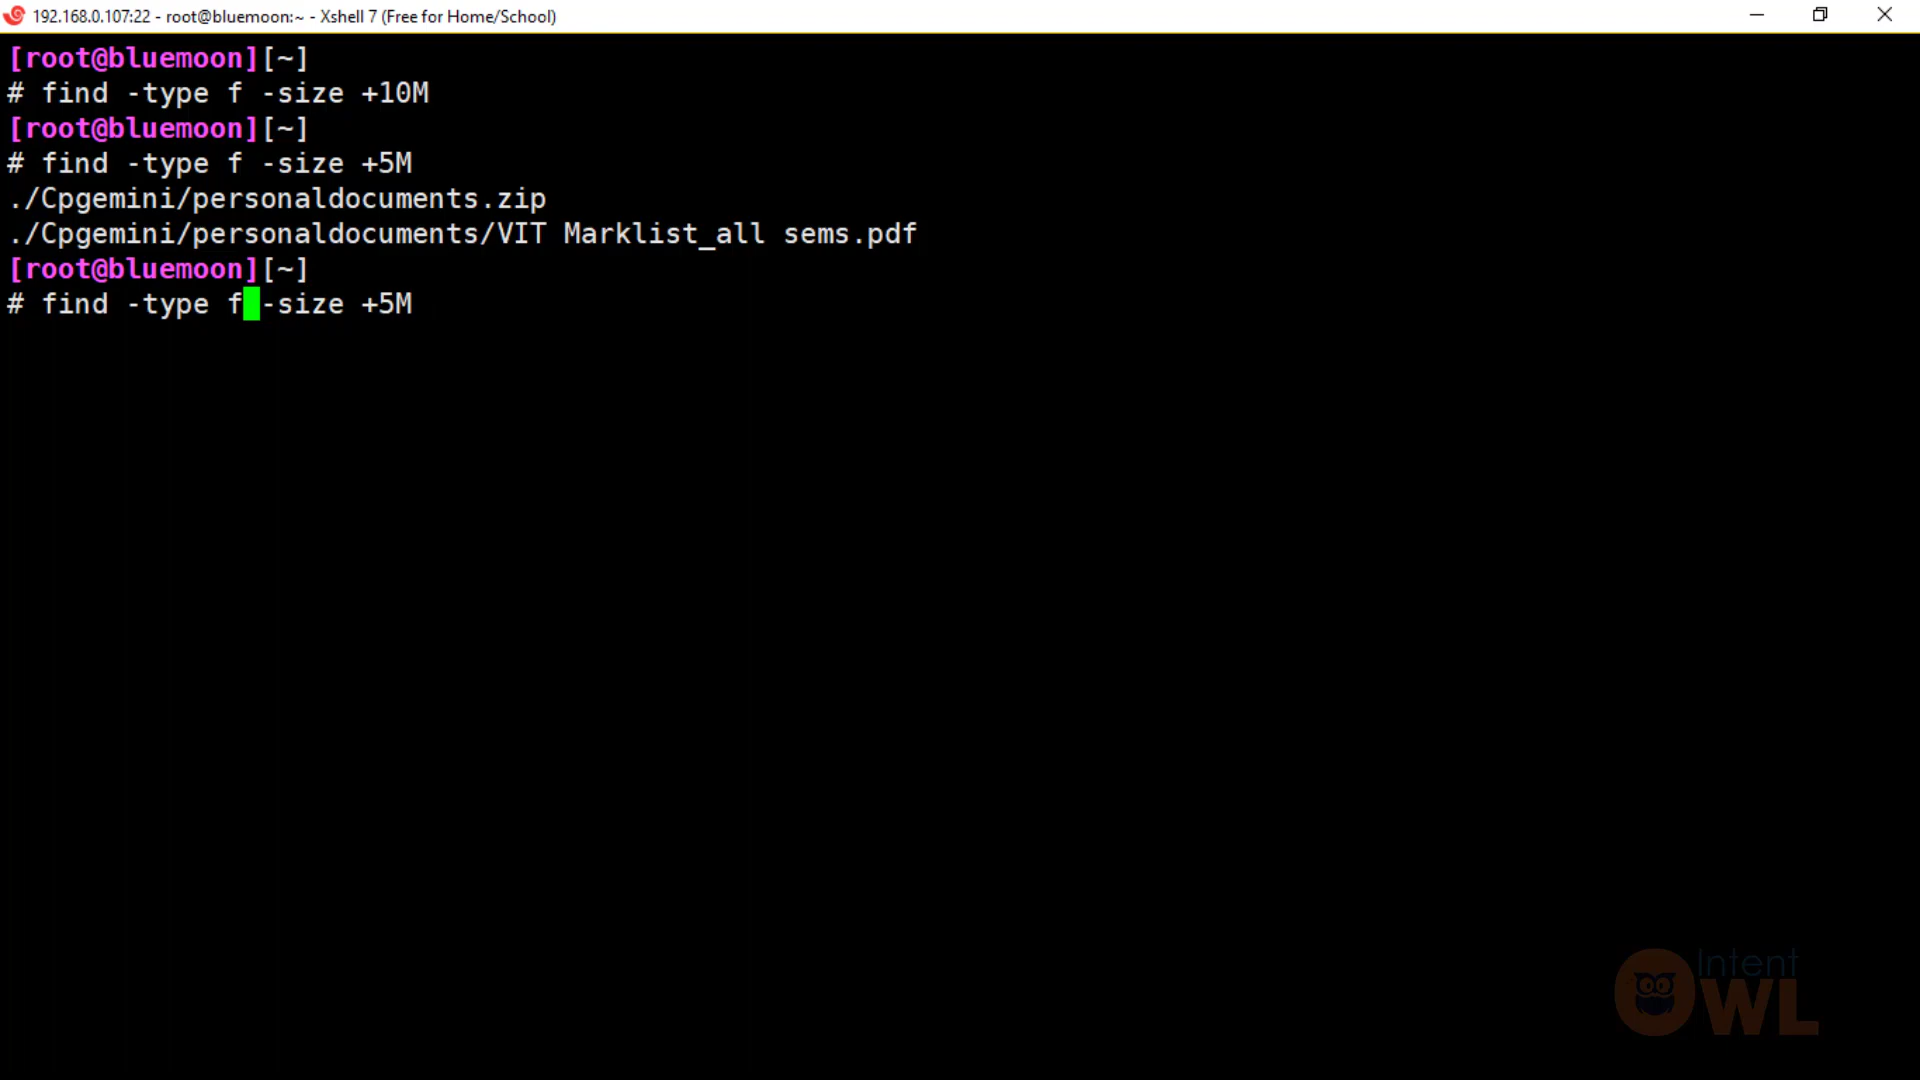 192.168.0.107:22 - root@bluemoon:~ - Xshell 7 (Free for Home/School)
[root@bluemoon][~]
# find -type f -size +10M
[root@bluemoon][~]
# find -type f -size +5M
./Cpgemini/personaldocuments.zip
./Cpgemini/personaldocuments/VIT Marklist_all sems.pdf
[root@bluemoon][~]
# find -type f -size +5M
Intent
OWL